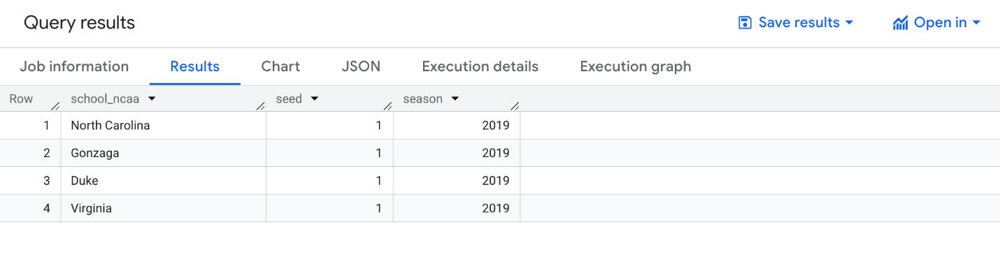 Query results Save results Open in
Job information Results Chart JSON Execution details Execution graph
Row school_ncaa seed season
1 North Carolina 1 2019
2 Gonzaga 1 2019
3 Duke 1 2019
4 Virginia 1 2019